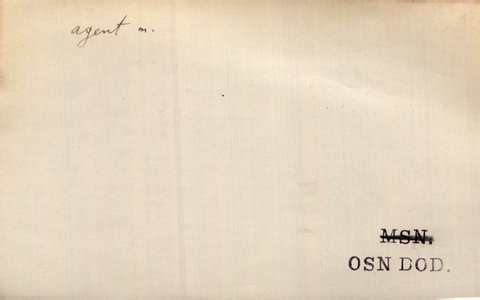 agent m.
MSN.
OSN DOD.